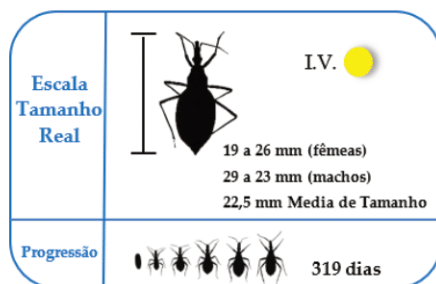 Escala
Tamanho
Real
I.V.
19 a 26 mm (fêmeas)
29 a 23 mm (machos)
22,5 mm Media de Tamanho
Progressão
319 dias